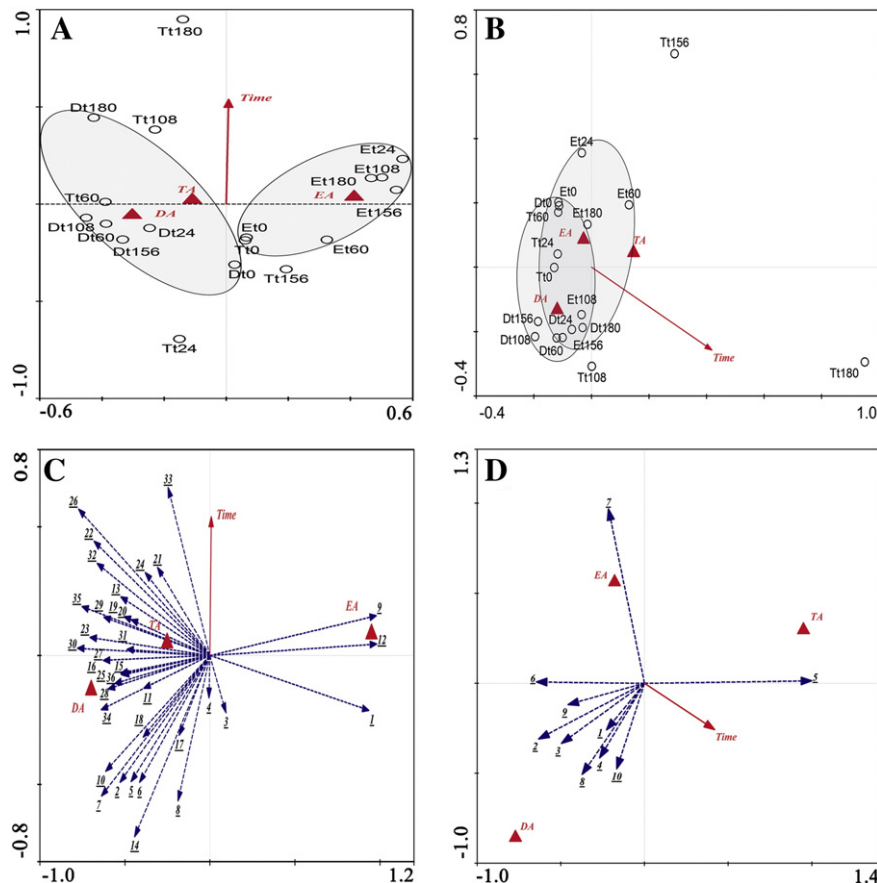 A
1.0
Tt180
Time
Dt180
Tt108
Et24
Et180
Et108
TA
EA
Tt60
DA
Et156
Dt108
Dt60
Dt24
Dt156
Et0
Tt0
Et60
Dt0
Tt156
Tt24
-1.0
-0.6
0.6
B
0.8
Tt156
Et24
Dt0
Et0
Et60
Tt60
Et180
EA
TA
Tt24
Tt0
DA
Et108
Dt156
Dt24
Dt180
Dt108
Dt60
Et156
Time
Tt108
Tt180
-0.4
-0.4
1.0
C
0.8
33
26
Time
22
32
24
21
13
35
29
19
20
TA
EA
9
23
31
12
30
27
16
15
25
36
28
DA
34
11
4
3
1
18
17
10
7
2
5
6
8
14
-0.8
-1.0
1.2
D
1.3
7
EA
TA
6
5
9
2
3
1
4
Time
8
10
DA
-1.0
-1.0
1.4